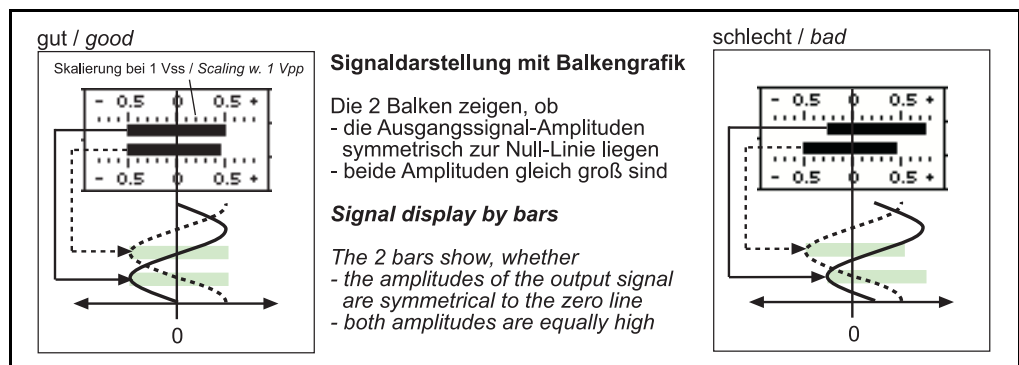 gut / good
Skalierung bei 1 Vss / Scaling w. 1 Vpp
- 0.5 0 0.5 +
- 0.5 0 0.5 +
0
Signaldarstellung mit Balkengrafik
Die 2 Balken zeigen, ob
- die Ausgangssignal-Amplituden
symmetrisch zur Null-Linie liegen
- beide Amplituden gleich groß sind
Signal display by bars
The 2 bars show, whether
- the amplitudes of the output signal
are symmetrical to the zero line
- both amplitudes are equally high
schlecht / bad
- 0.5 0 0.5 +
- 0.5 0 0.5 +
0